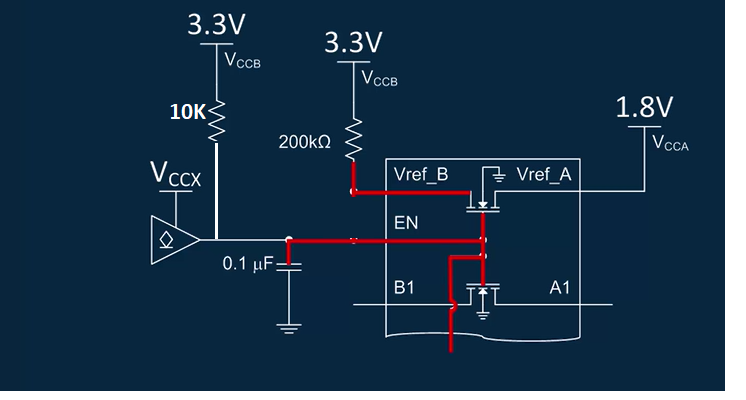 3.3V
VCCB
3.3V
VCCB
10K
200kΩ
1.8V
VCCA
VCCX
Vref_B
Vref_A
EN
0.1 µF
B1
A1